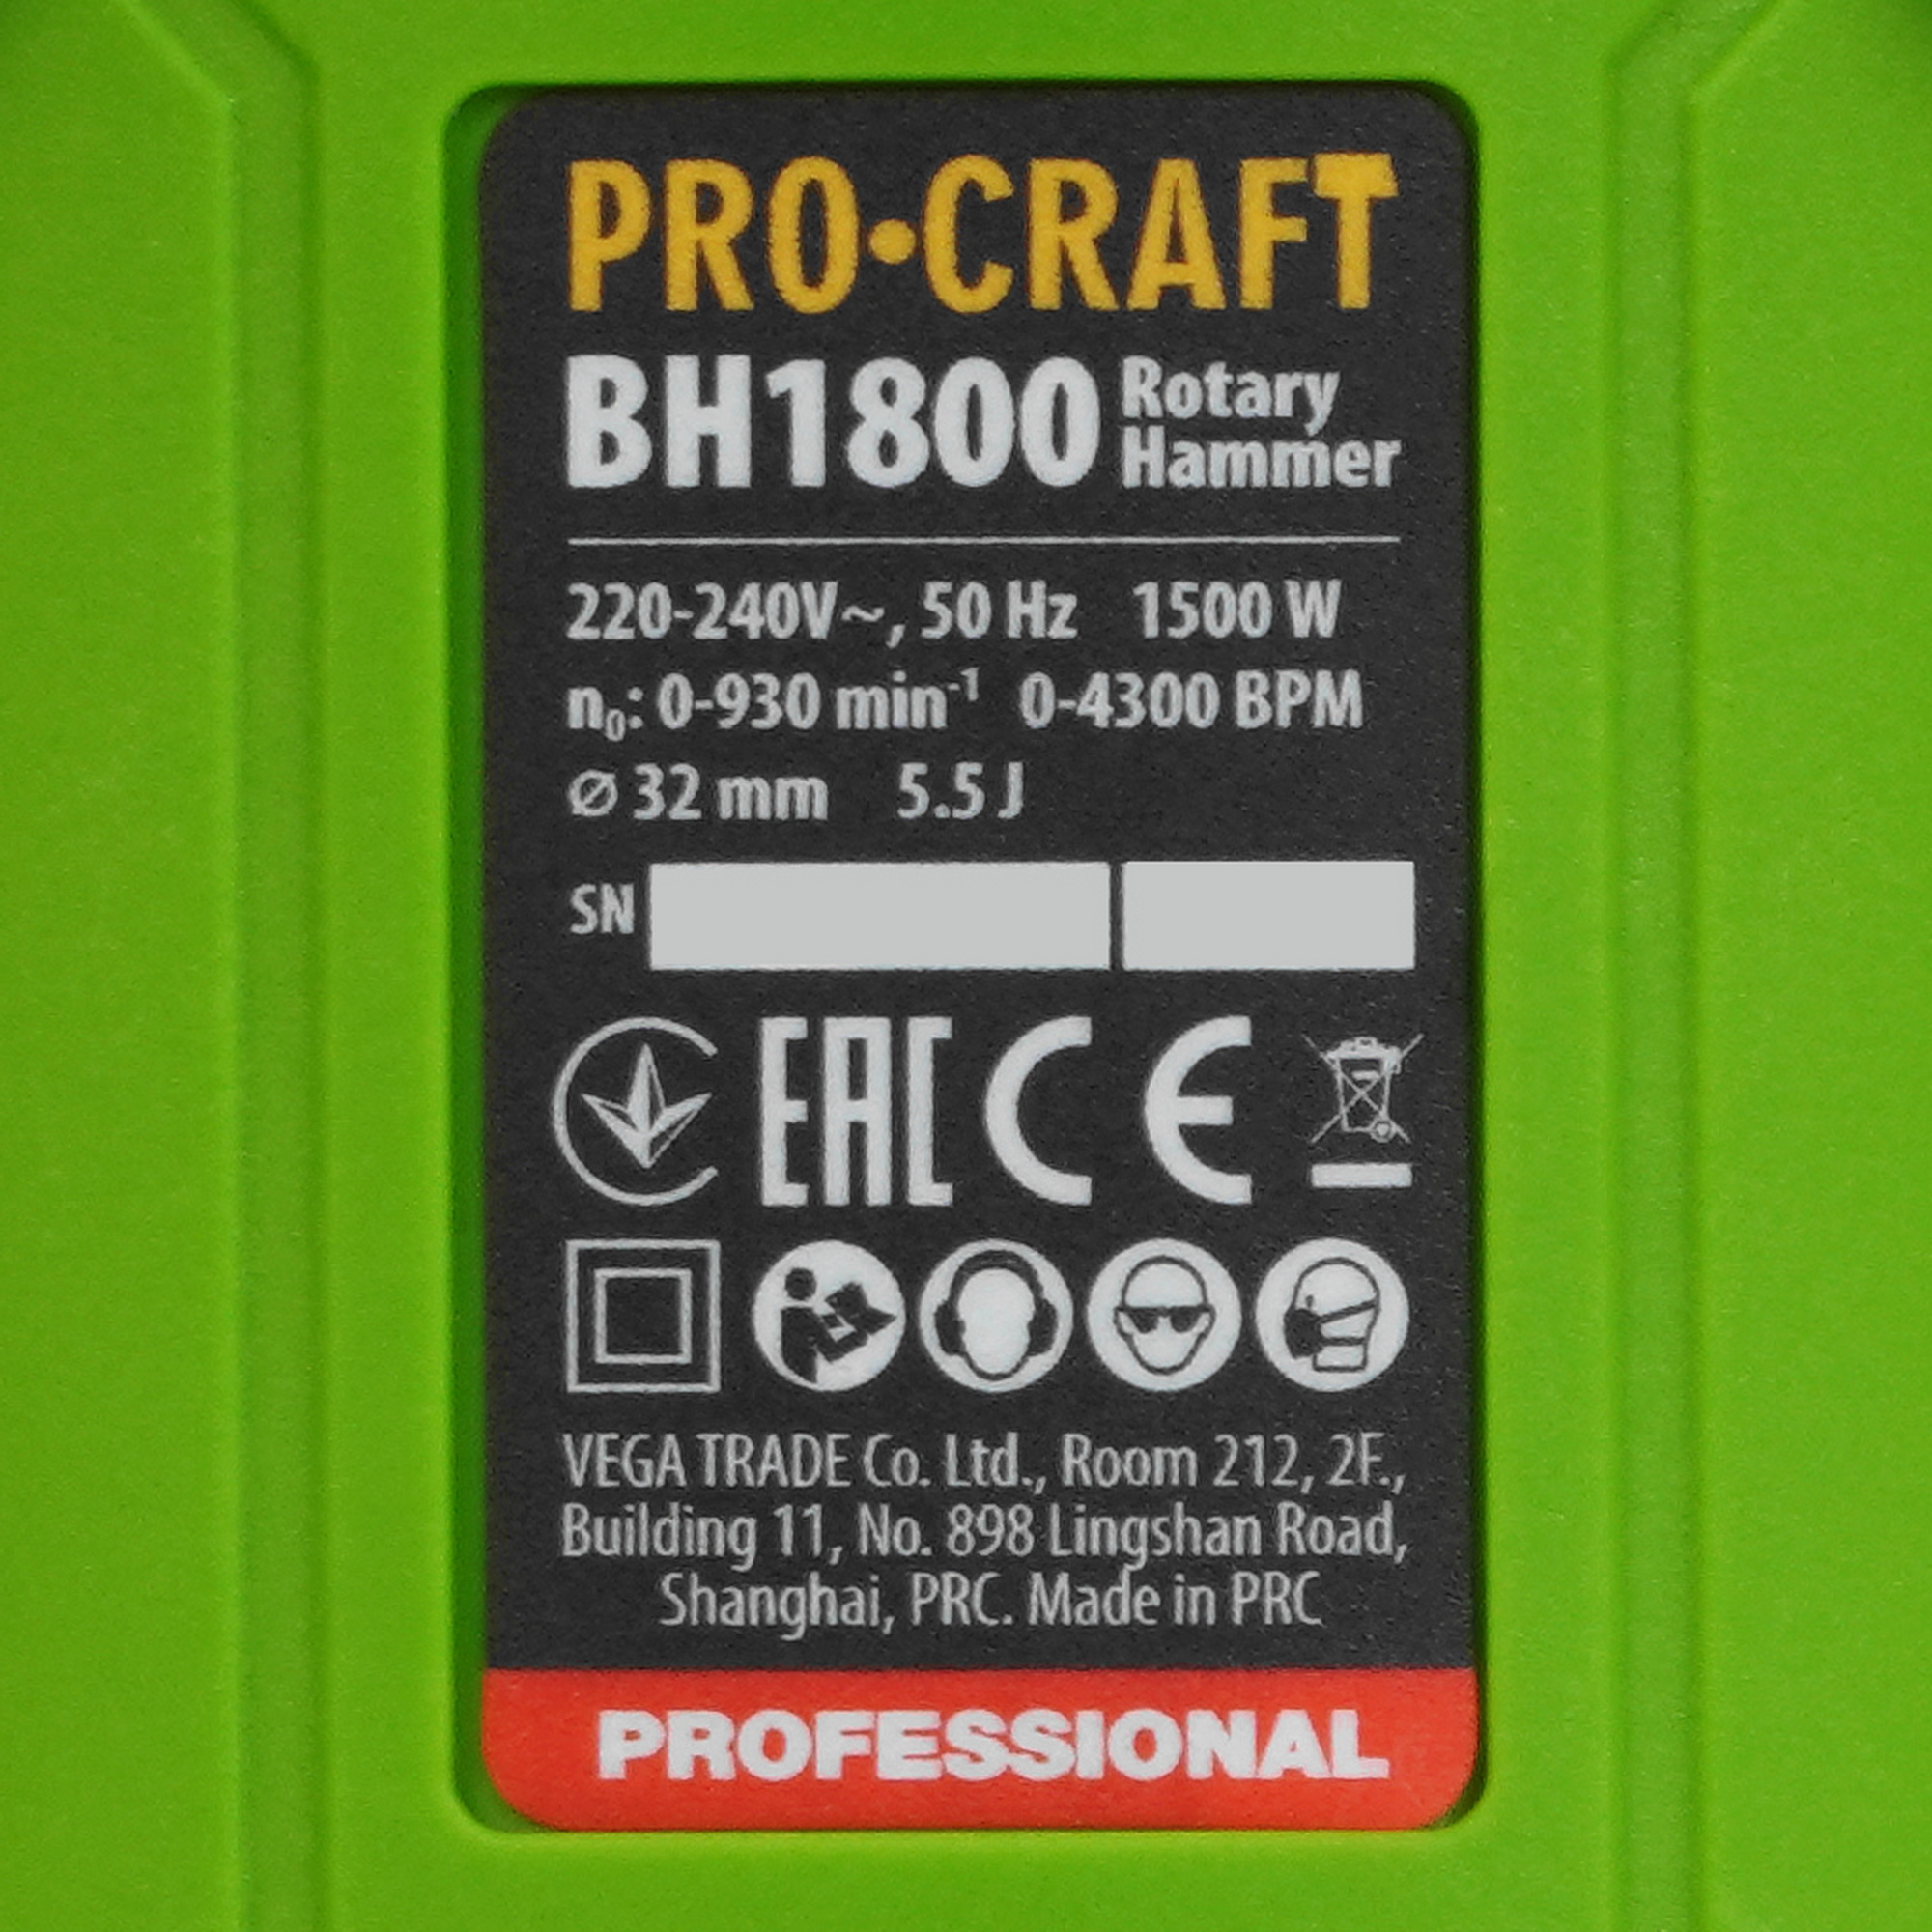 PRO•CRAFT
BH1800 Rotary Hammer
220-240V~, 50 Hz 1500 W
n₀: 0-930 min⁻¹ 0-4300 BPM
Ø 32 mm 5.5 J
SN
EAC CE
VEGA TRADE Co. Ltd., Room 212, 2F.,
Building 11, No. 898 Lingshan Road,
Shanghai, PRC. Made in PRC
PROFESSIONAL